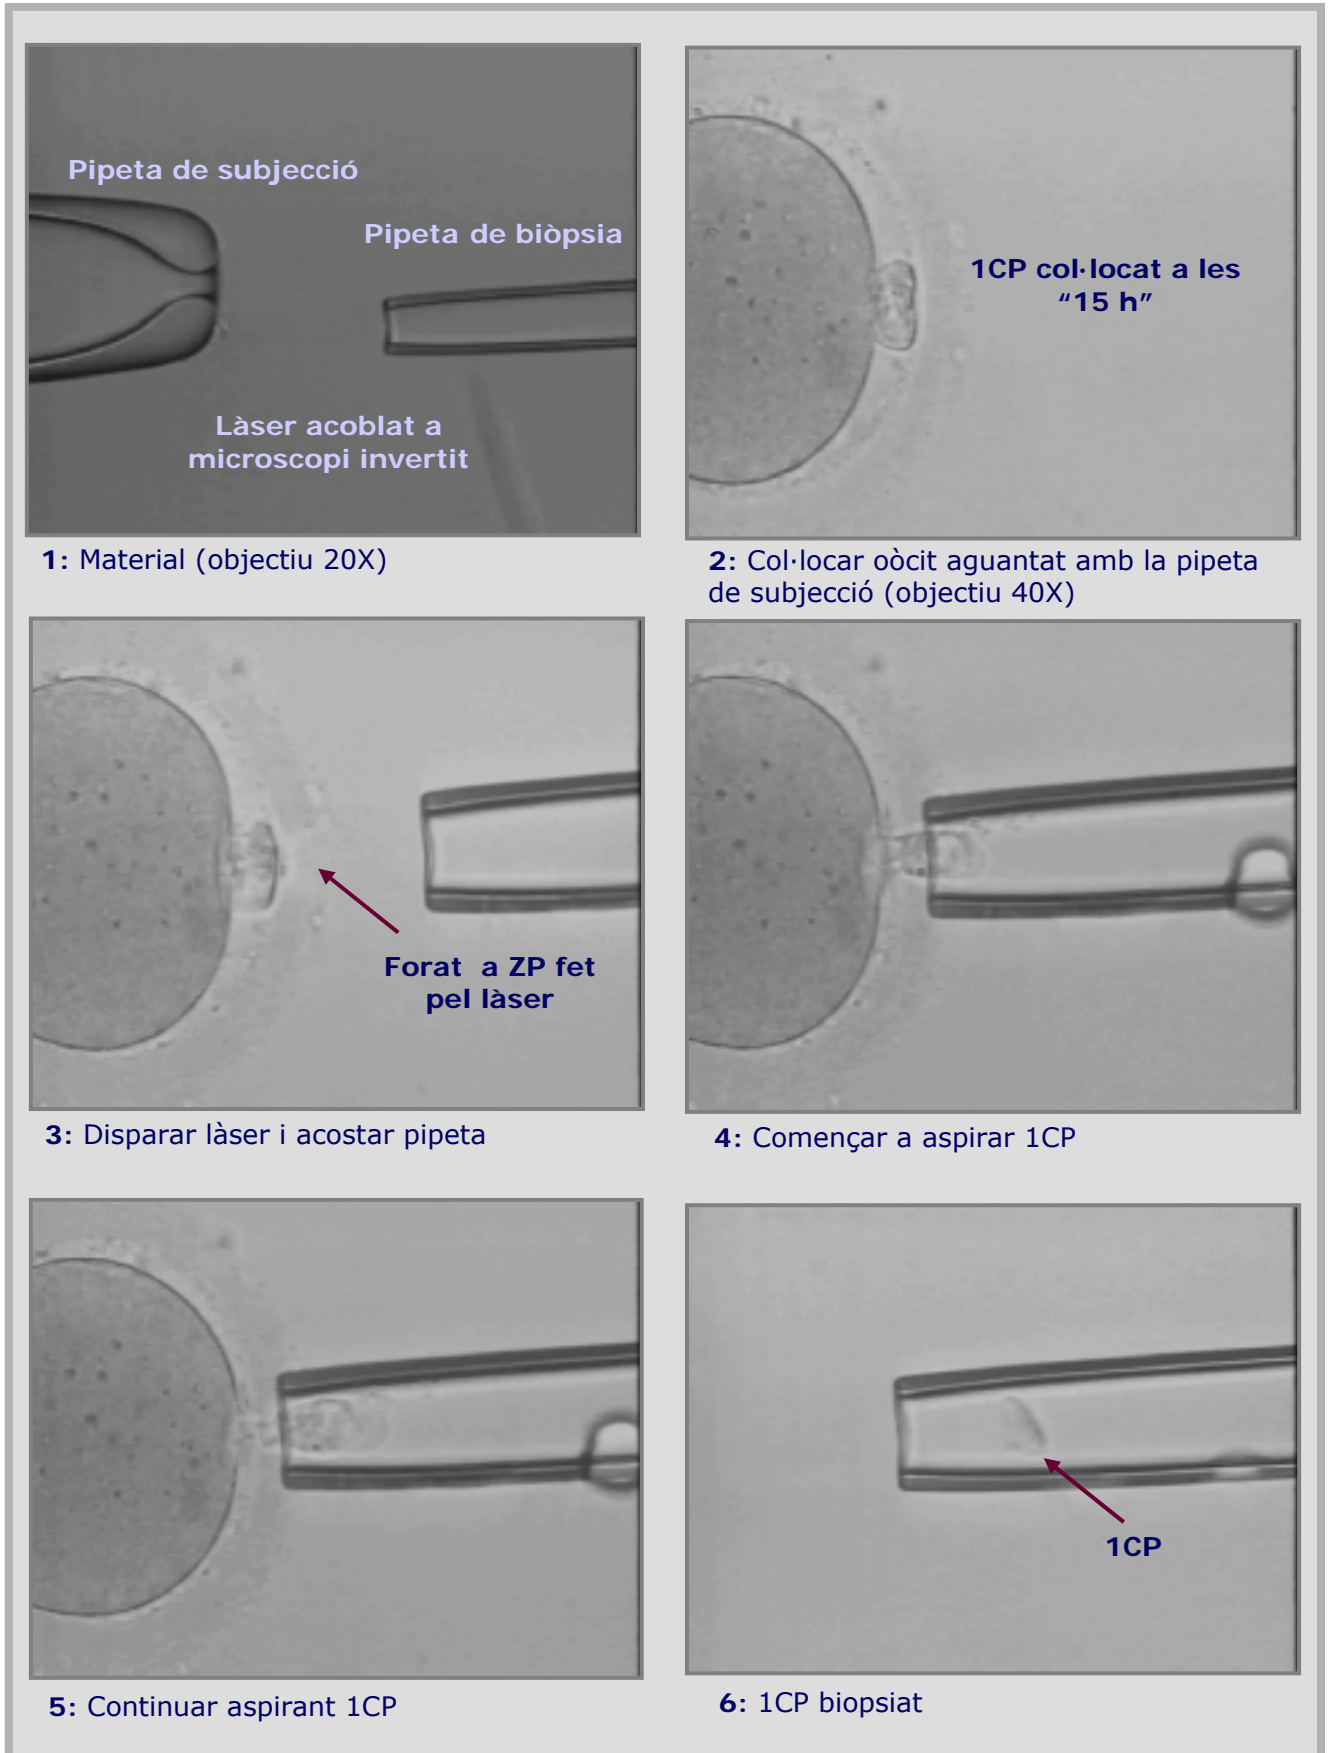 Pipeta de subjecció
Pipeta de biòpsia
Làser acoblat a
microscopi invertit
1: Material (objectiu 20X)
1CP col·locat a les
“15 h”
2: Col·locar oòcit aguantat amb la pipeta
de subjecció (objectiu 40X)
Forat a ZP fet
pel làser
3: Disparar làser i acostar pipeta
4: Començar a aspirar 1CP
5: Continuar aspirant 1CP
1CP
6: 1CP biopsiat